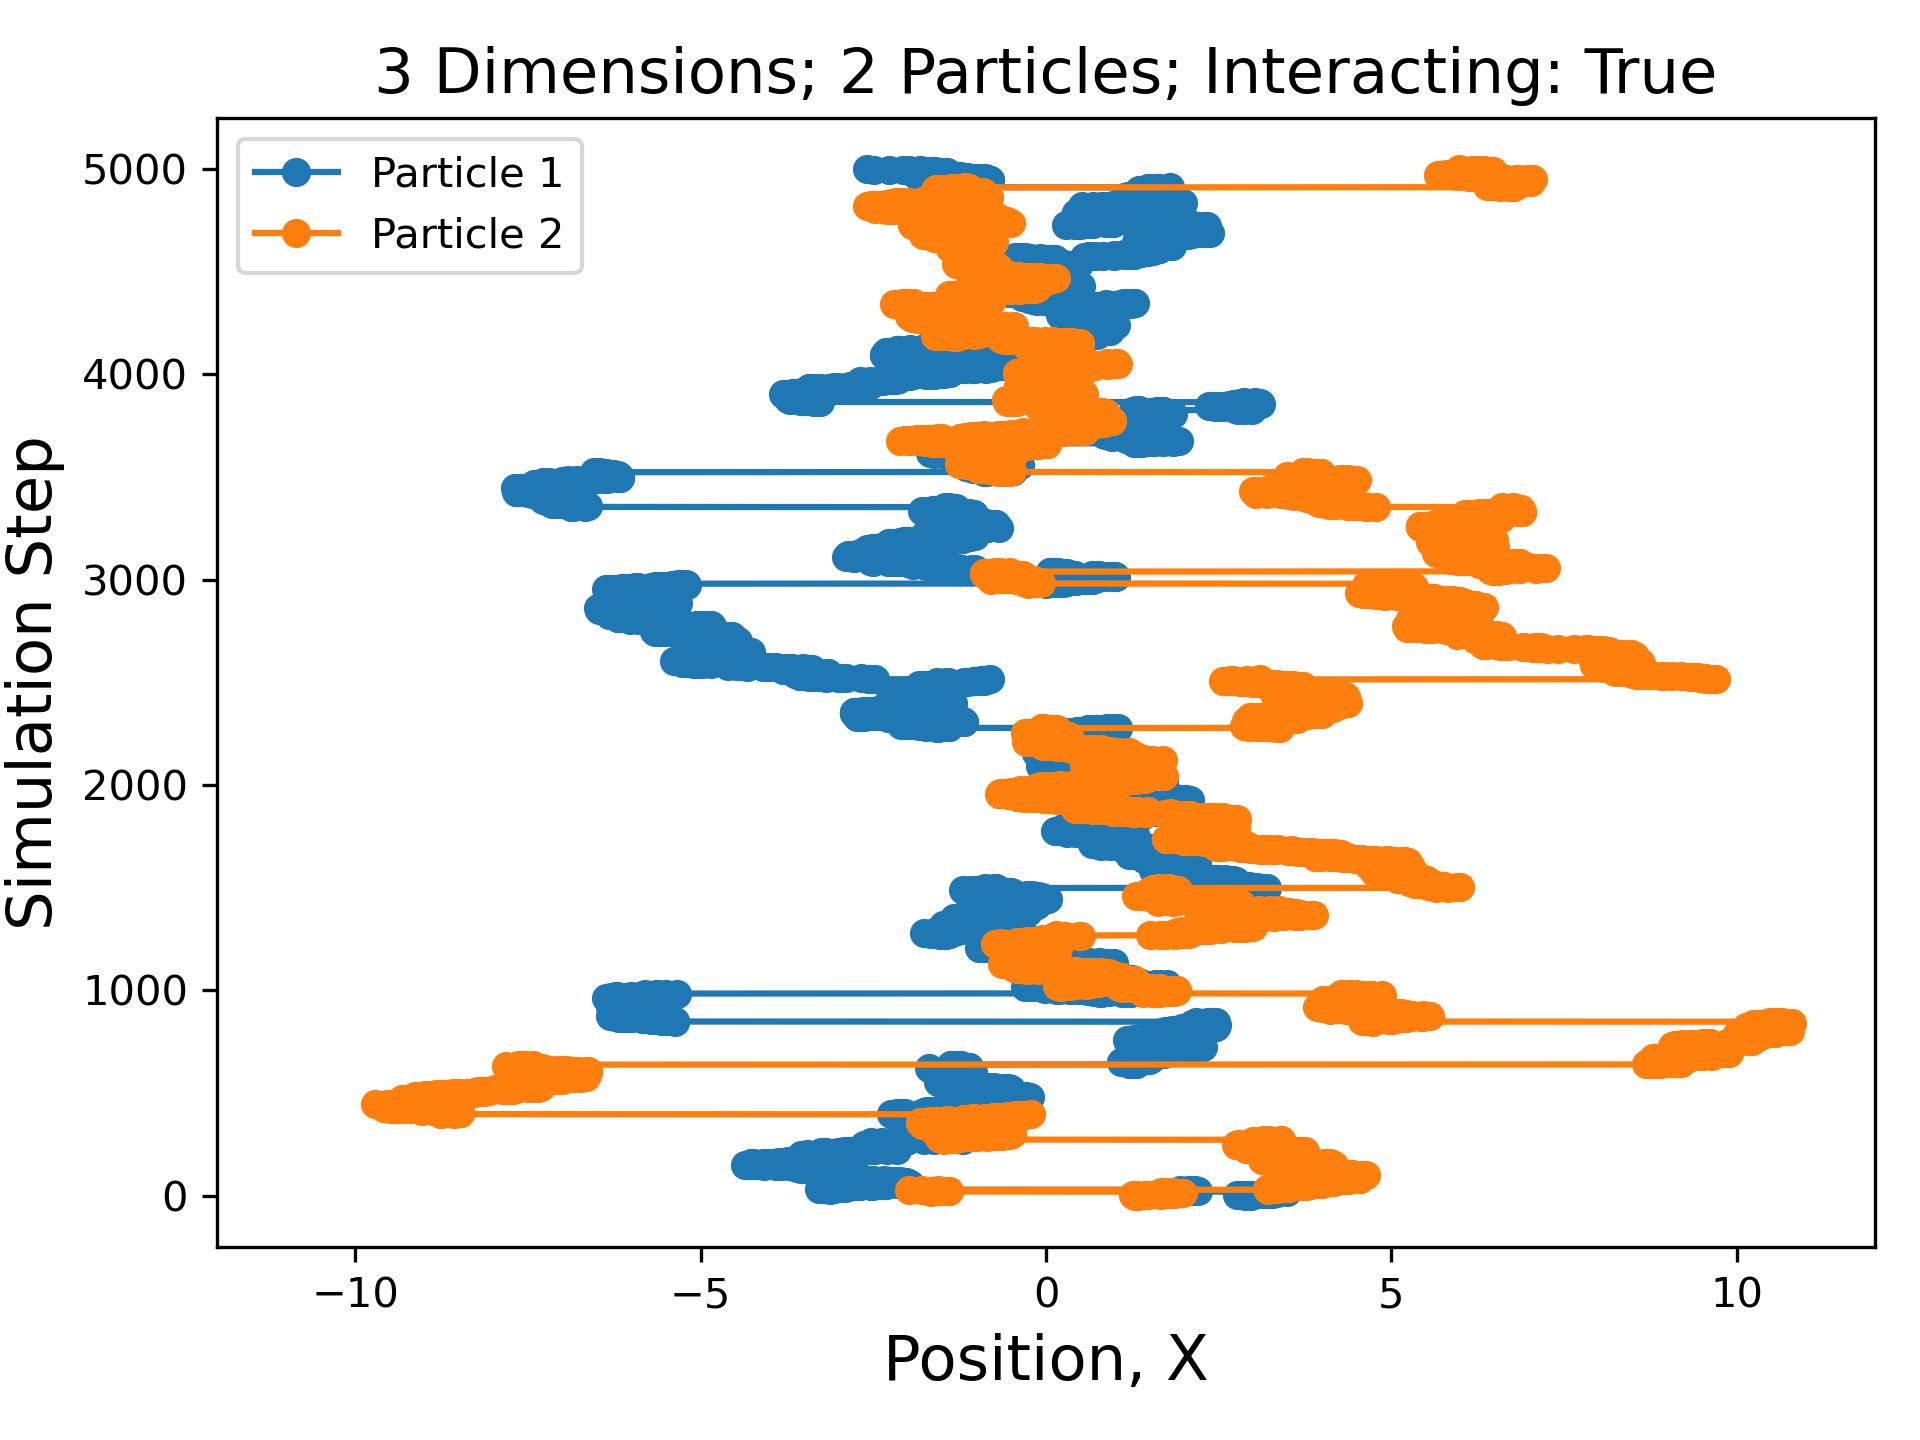 3 Dimensions; 2 Particles; Interacting: True
Particle 1
Particle 2
5000
4000
3000
2000
1000
0
Simulation Step
−10
−5
0
5
10
Position, X